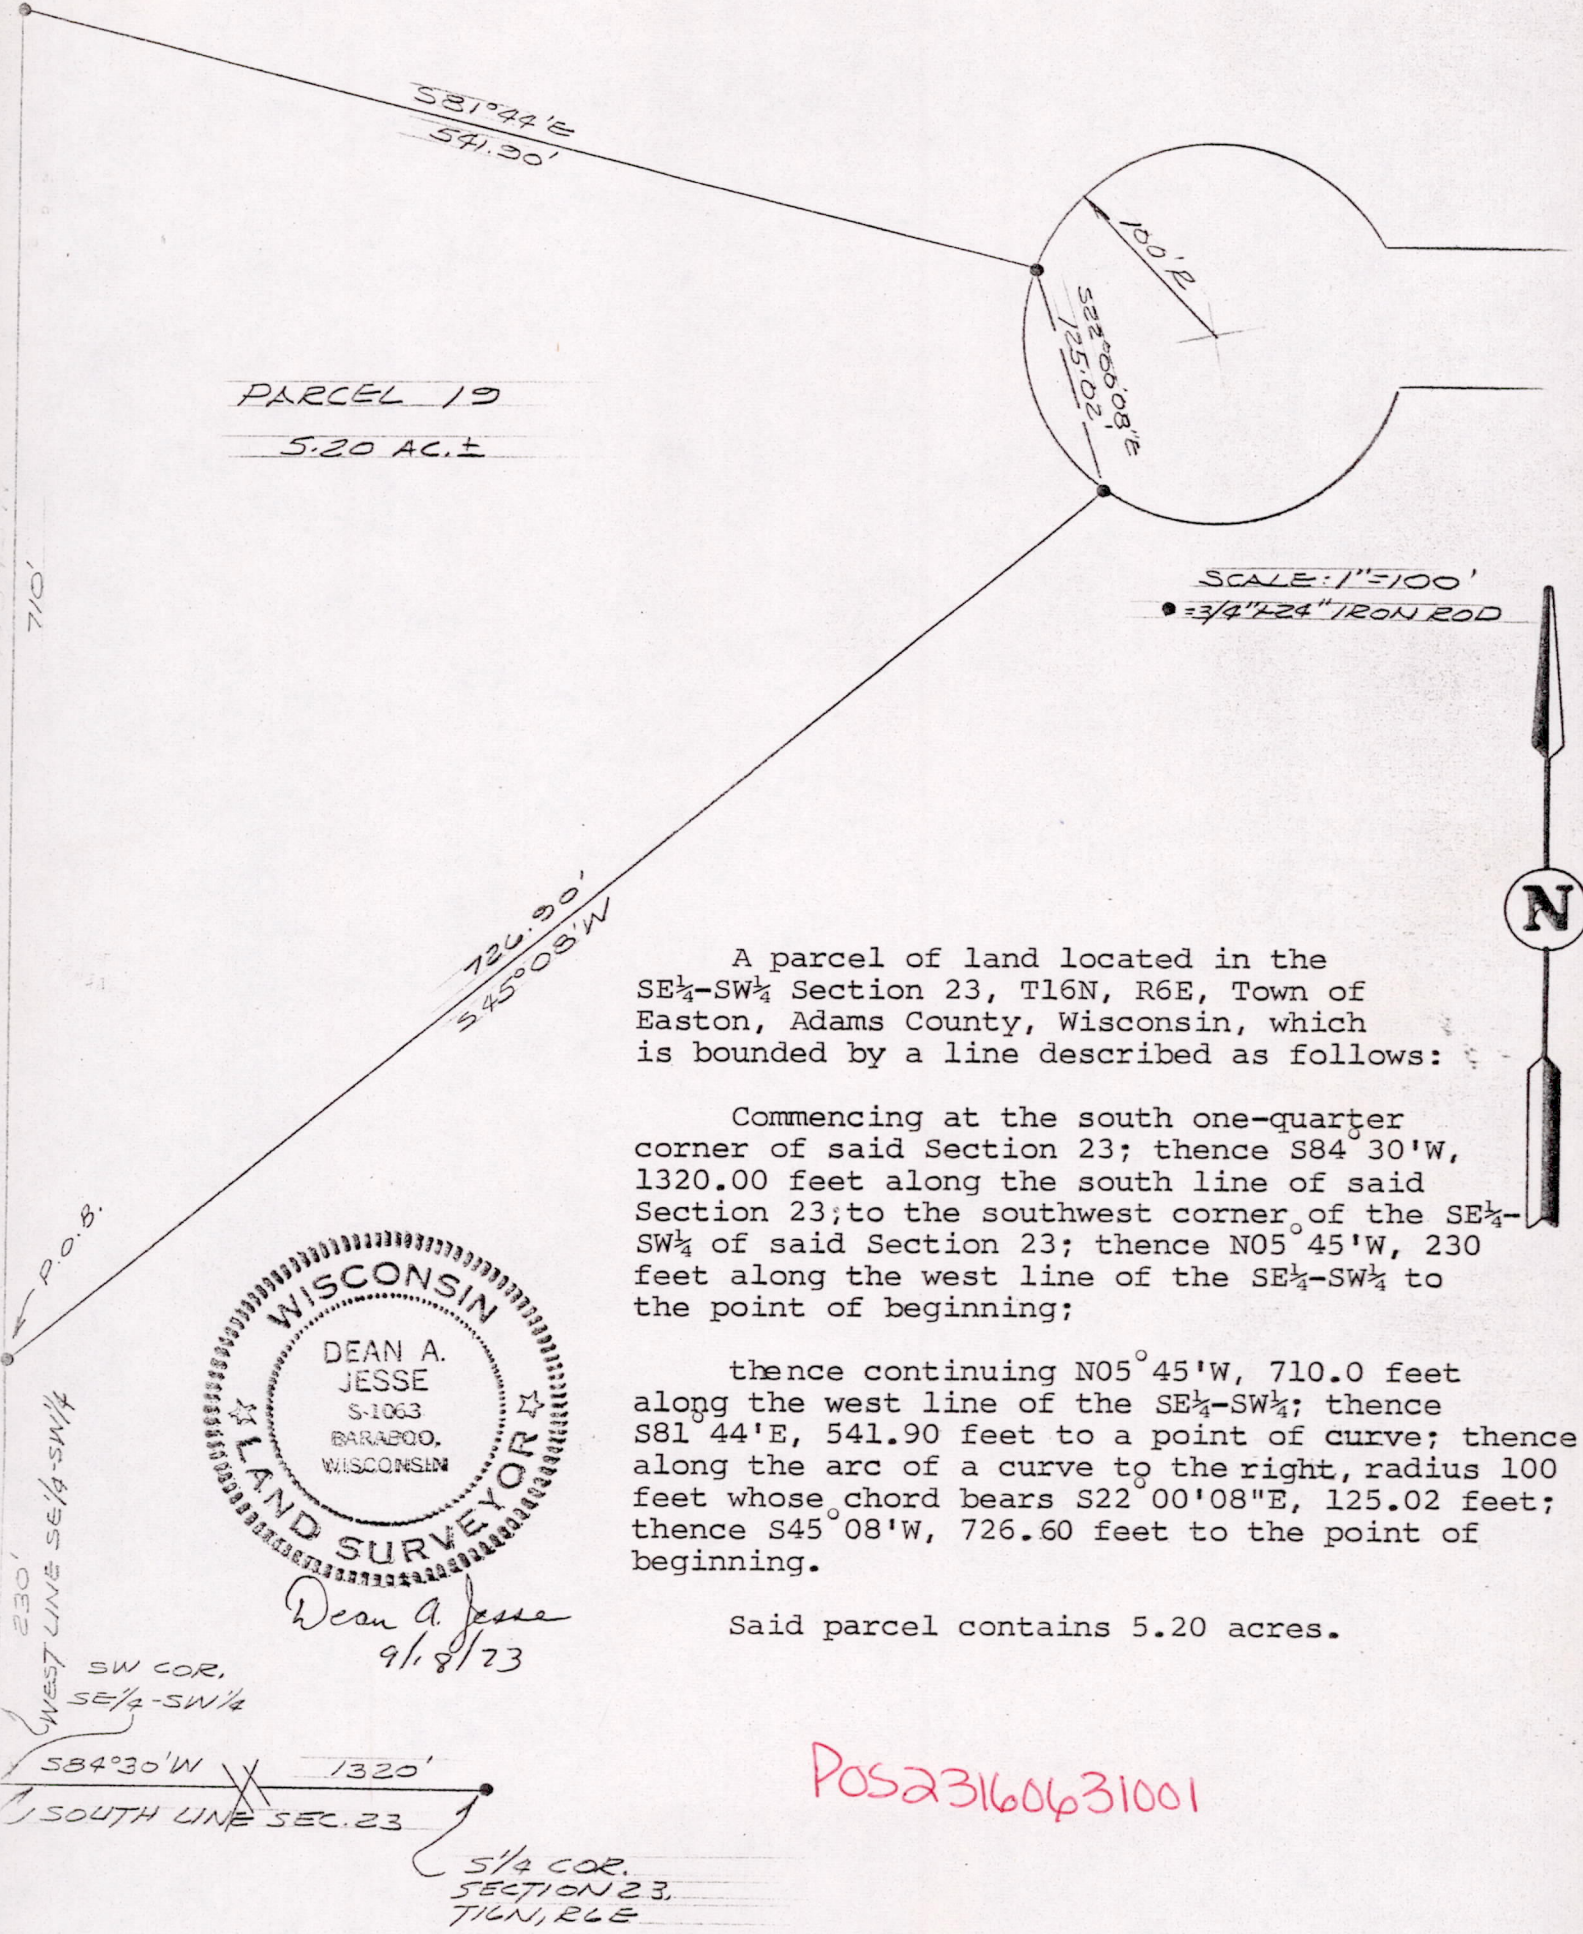 S81°44'E
541.90'
100'R
S22°00'08"E
125.02'
PARCEL 19
5.20 AC.±
710'
SCALE: 1"=100'
● =3/4"x24" IRON ROD
N
726.90'
S45°08'W
A parcel of land located in the
SE¼-SW¼ Section 23, T16N, R6E, Town of
Easton, Adams County, Wisconsin, which
is bounded by a line described as follows:
Commencing at the south one-quarter
corner of said Section 23; thence S84°30'W,
1320.00 feet along the south line of said
Section 23;to the southwest corner of the SE¼-
SW¼ of said Section 23; thence N05°45'W, 230
feet along the west line of the SE¼-SW¼ to
the point of beginning;
thence continuing N05°45'W, 710.0 feet
along the west line of the SE¼-SW¼; thence
S81°44'E, 541.90 feet to a point of curve; thence
along the arc of a curve to the right, radius 100
feet whose chord bears S22°00'08"E, 125.02 feet;
thence S45°08'W, 726.60 feet to the point of
beginning.
Said parcel contains 5.20 acres.
P.O.B.
WISCONSIN
DEAN A.
JESSE
S-1063
BARABOO,
WISCONSIN
LAND SURVEYOR
Dean A. Jesse
9/18/73
230'
WEST LINE SE1/4-SW1/4
SW COR.
SE1/4-SW1/4
S84°30'W 1320'
SOUTH LINE SEC.23
S1/4 COR.
SECTION 23,
T16N, R6E
POS23160631001